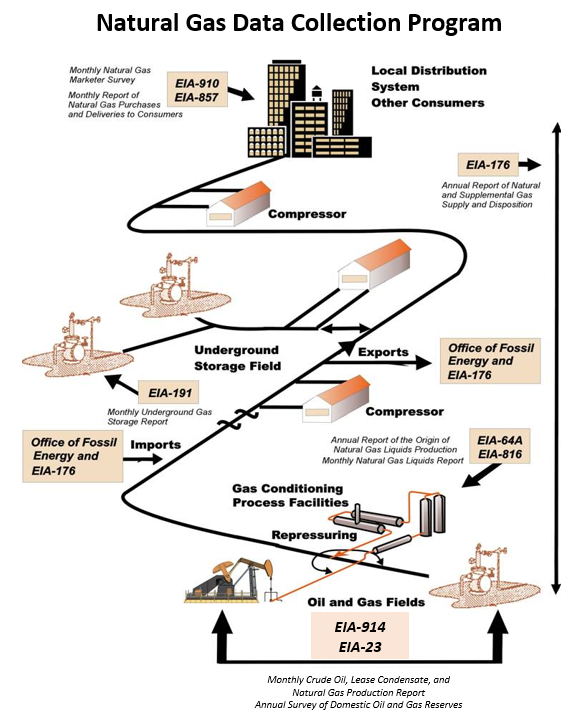 Natural Gas Data Collection Program
Monthly Natural Gas
Marketer Survey
Monthly Report of
Natural Gas Purchases
and Deliveries to Consumers
EIA-910
EIA-857
Local Distribution
System
Other Consumers
EIA-176
Annual Report of Natural
and Supplemental Gas
Supply and Disposition
Compressor
Underground
Storage Field
Exports
Office of Fossil
Energy and
EIA-176
EIA-191
Monthly Underground Gas
Storage Report
Compressor
Office of Fossil
Energy and
EIA-176
Imports
Annual Report of the Origin of
Natural Gas Liquids Production
Monthly Natural Gas Liquids Report
EIA-64A
EIA-816
Gas Conditioning
Process Facilities
Repressuring
Oil and Gas Fields
EIA-914
EIA-23
Monthly Crude Oil, Lease Condensate, and
Natural Gas Production Report
Annual Survey of Domestic Oil and Gas Reserves